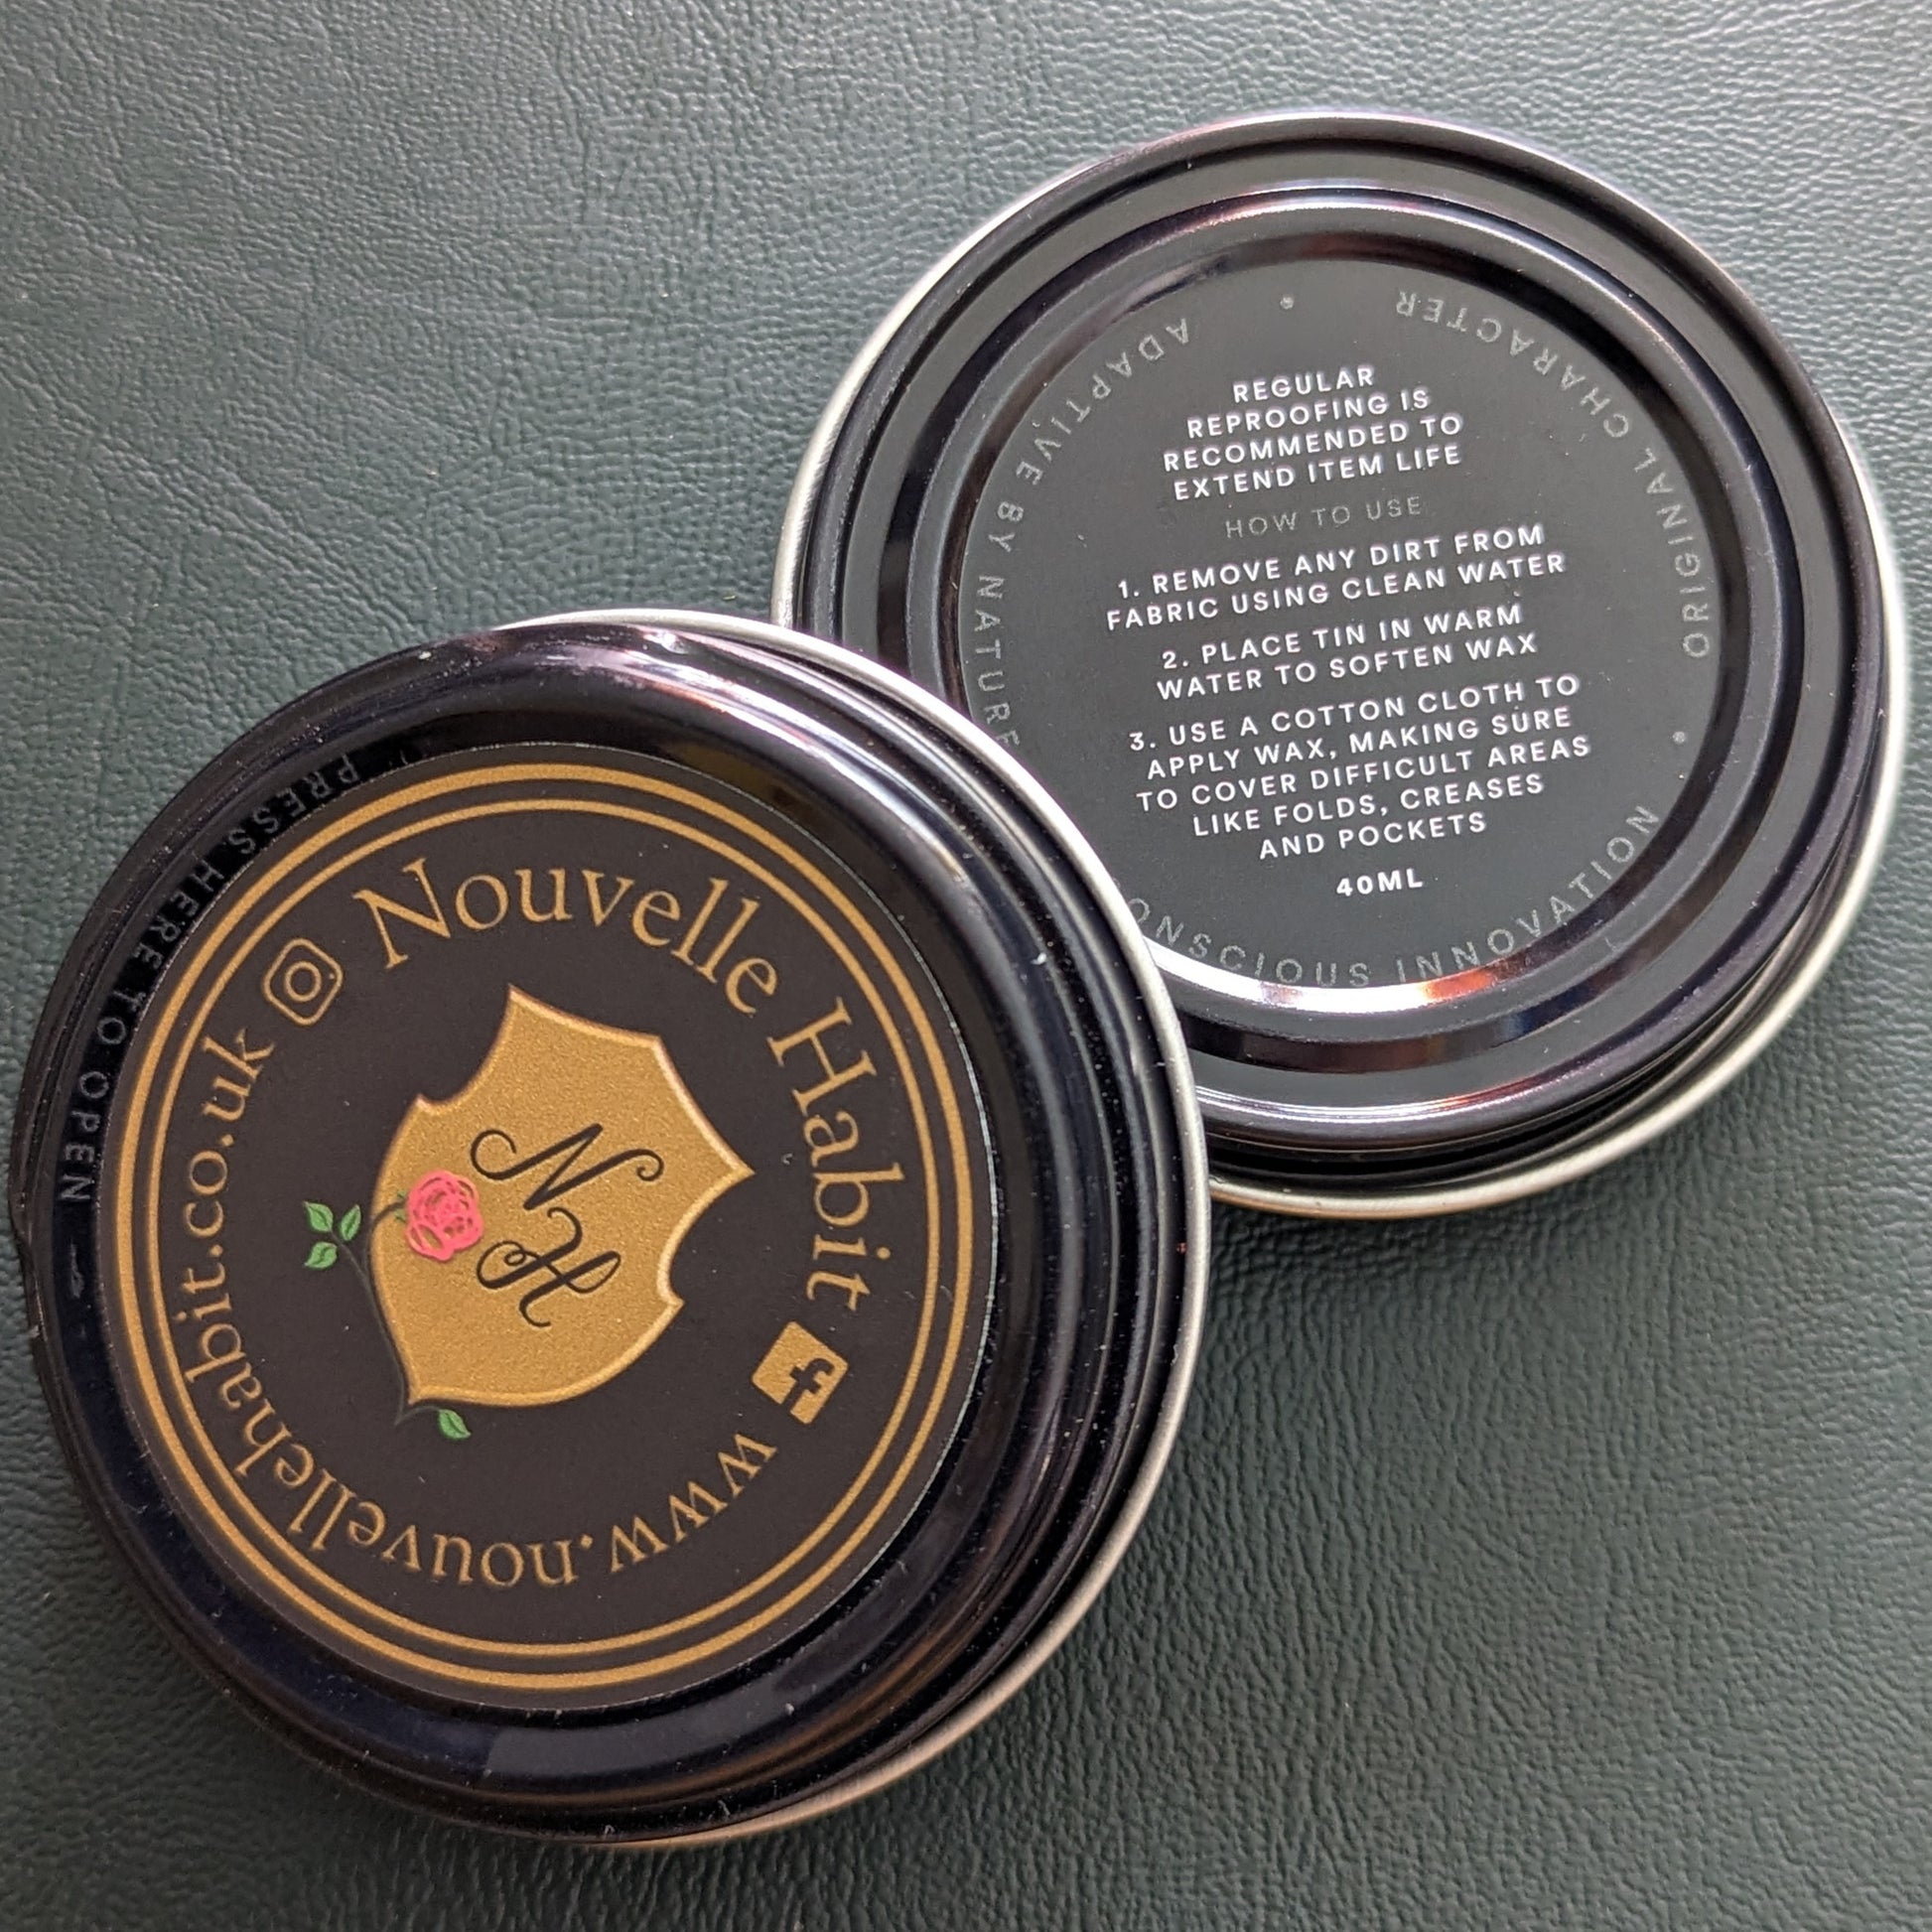 PRESS HERE TO OPEN
Nouvelle Habit
www.nouvellehabit.co.uk
NH
ADAPTIVE BY NATURE
ORIGINAL CHARACTER
INNOVATION
REGULAR
REPROOFING IS
RECOMMENDED TO
EXTEND ITEM LIFE
HOW TO USE
1. REMOVE ANY DIRT FROM
FABRIC USING CLEAN WATER
2. PLACE TIN IN WARM
WATER TO SOFTEN WAX
3. USE A COTTON CLOTH TO
APPLY WAX, MAKING SURE
TO COVER DIFFICULT AREAS
LIKE FOLDS, CREASES
AND POCKETS
40ML